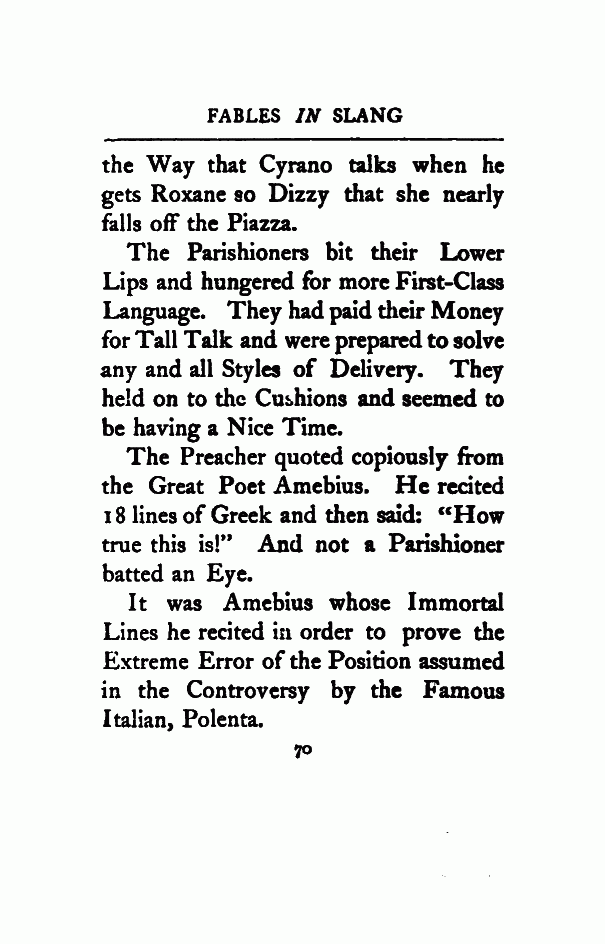 FABLES IN SLANG
the Way that Cyrano talks when he
gets Roxane so Dizzy that she nearly
falls off the Piazza.
The Parishioners bit their Lower
Lips and hungered for more First-Class
Language. They had paid their Money
for Tall Talk and were prepared to solve
any and all Styles of Delivery. They
held on to the Cushions and seemed to
be having a Nice Time.
The Preacher quoted copiously from
the Great Poet Amebius. He recited
18 lines of Greek and then said: “How
true this is!” And not a Parishioner
batted an Eye.
It was Amebius whose Immortal
Lines he recited in order to prove the
Extreme Error of the Position assumed
in the Controversy by the Famous
Italian, Polenta.
70